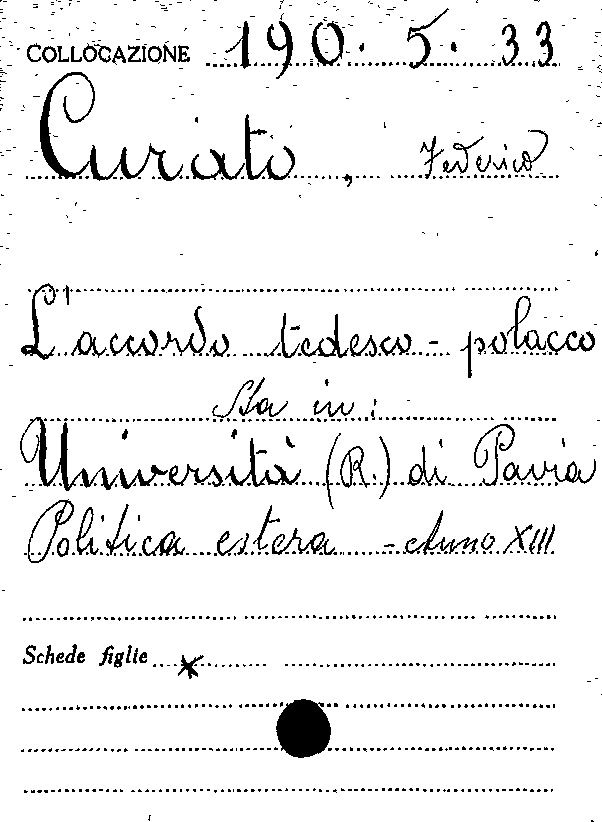 COLLOCAZIONE 190. 5. 33
Curato, Federico
L'accordo tedesco - polacco
Sta in:
Università (R.) di Pavia
Politica estera - Anno XIII
Schede figlie x